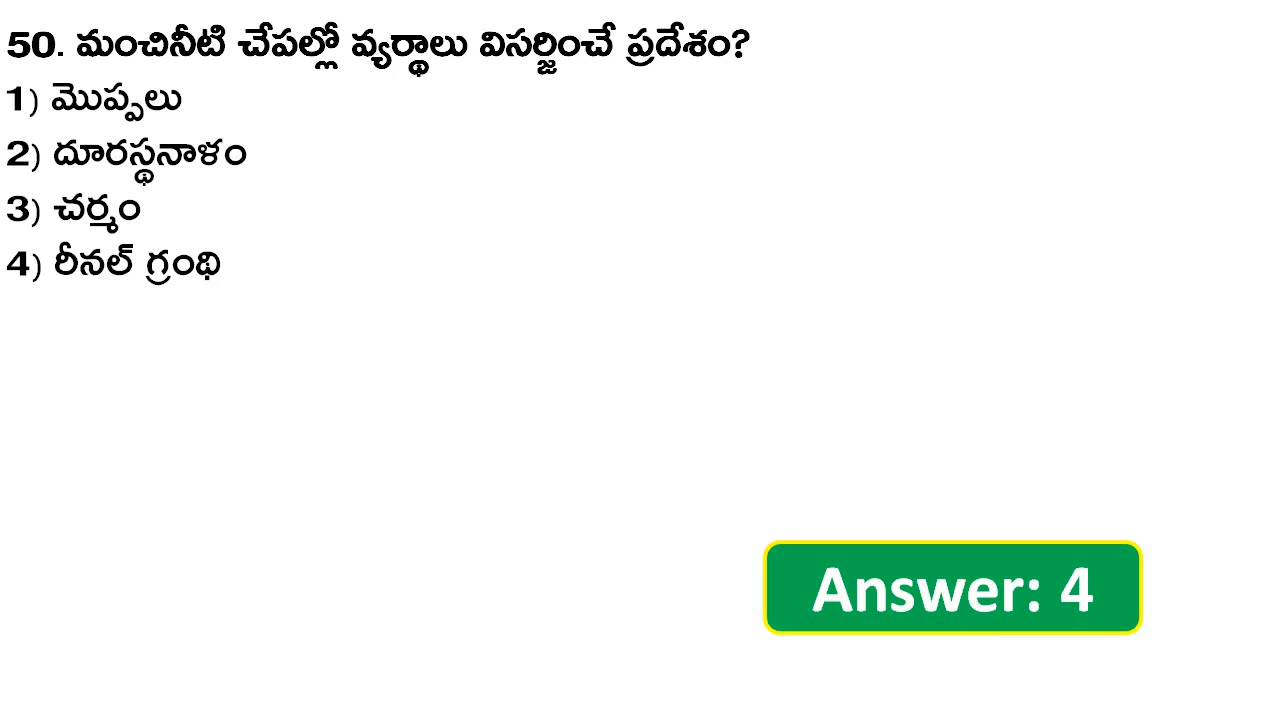 50. మంచినీటి చేపల్లో వ్యర్థాలు విసర్జించే ప్రదేశం?
1) మొప్పలు
2) దూరస్థనాళం
3) చర్మం
4) రీనల్ గ్రంథి
Answer: 4